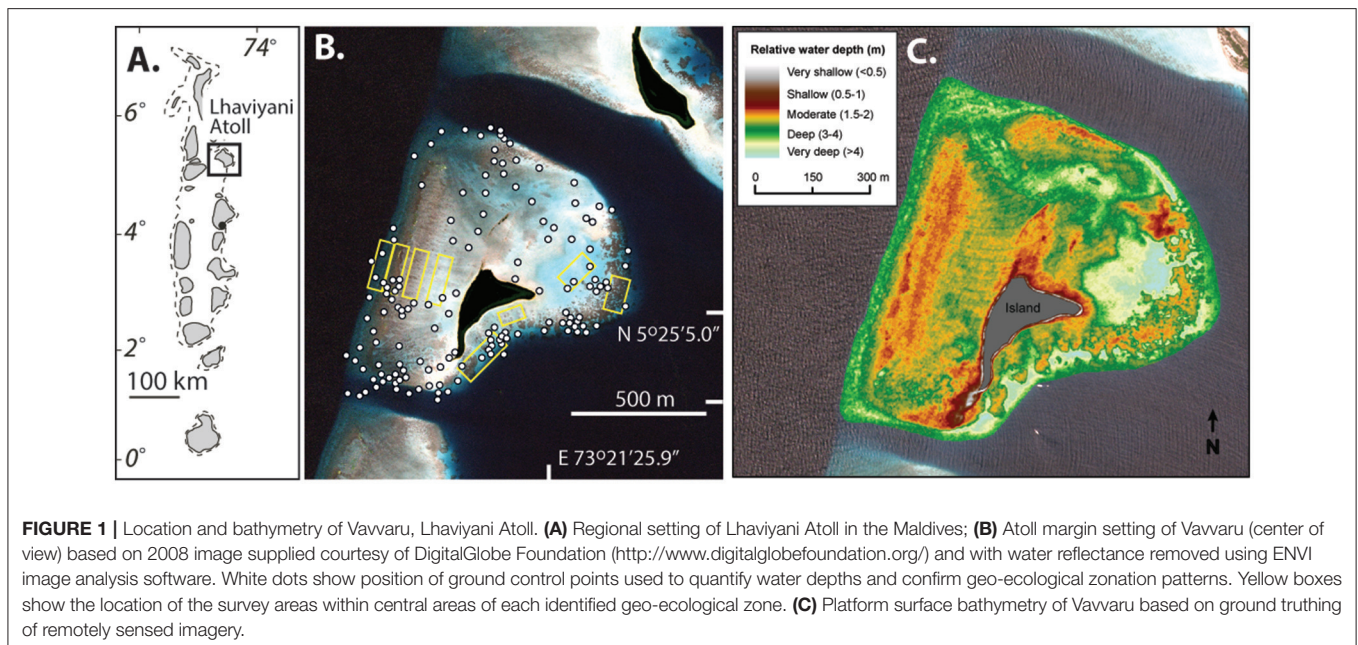 A.
74°
6°
Lhaviyani
Atoll
4°
2°
100 km
0°
B.
N 5°25'5.0"
500 m
E 73°21'25.9"
C.
Relative water depth (m)
Very shallow (<0.5)
Shallow (0.5-1)
Moderate (1.5-2)
Deep (3-4)
Very deep (>4)
0 150 300 m
Island
N
FIGURE 1 | Location and bathymetry of Vavvaru, Lhaviyani Atoll. (A) Regional setting of Lhaviyani Atoll in the Maldives; (B) Atoll margin setting of Vavvaru (center of
view) based on 2008 image supplied courtesy of DigitalGlobe Foundation (http://www.digitalglobefoundation.org/) and with water reflectance removed using ENVI
image analysis software. White dots show position of ground control points used to quantify water depths and confirm geo-ecological zonation patterns. Yellow boxes
show the location of the survey areas within central areas of each identified geo-ecological zone. (C) Platform surface bathymetry of Vavvaru based on ground truthing
of remotely sensed imagery.